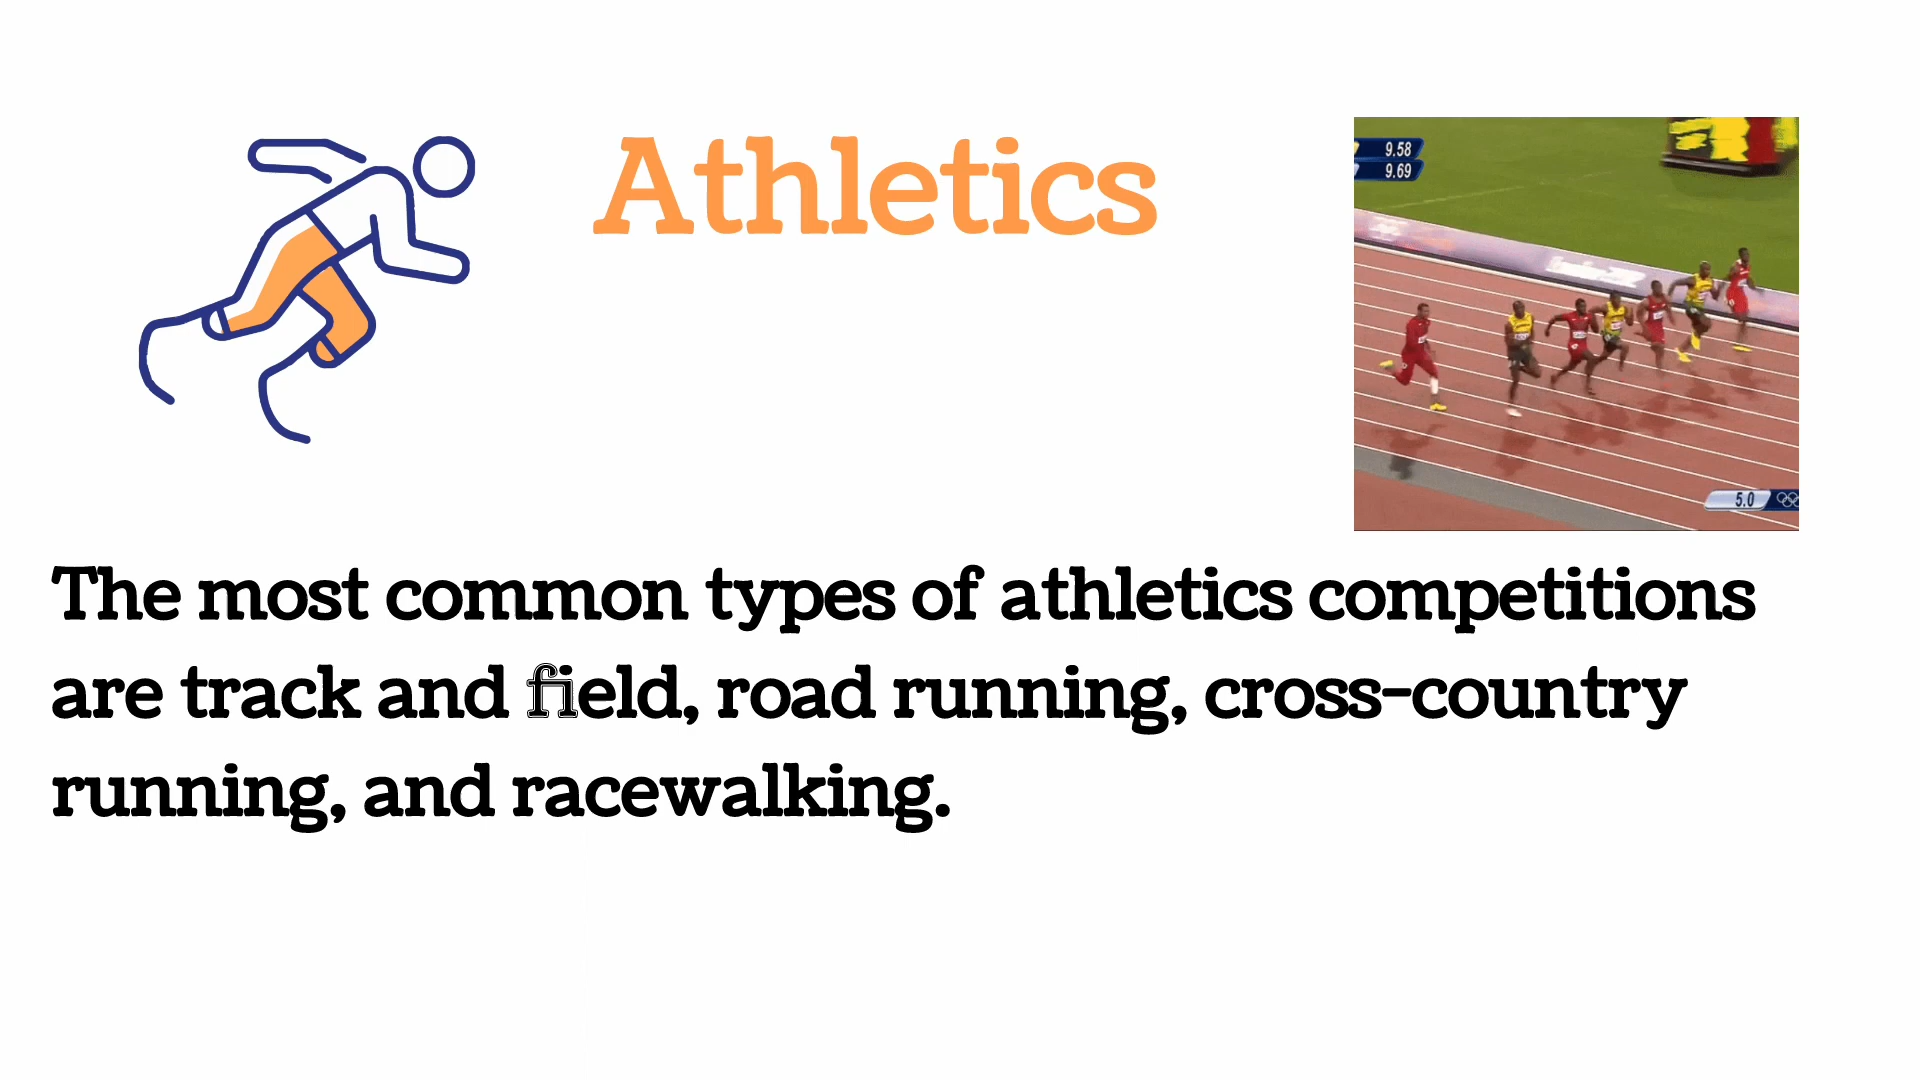 Athletics
9.58
9.69
5.0
The most common types of athletics competitions
are track and field, road running, cross-country
running, and racewalking.